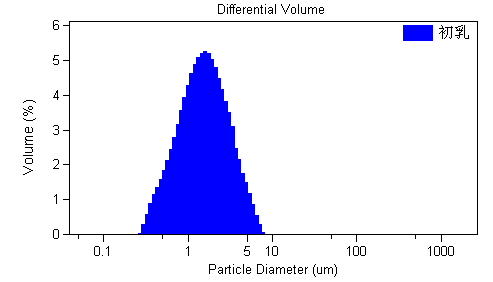 Differential Volume
初乳
6
5
4
3
2
1
0
Volume (%)
0.1 1 5 10 100 1000
Particle Diameter (um)